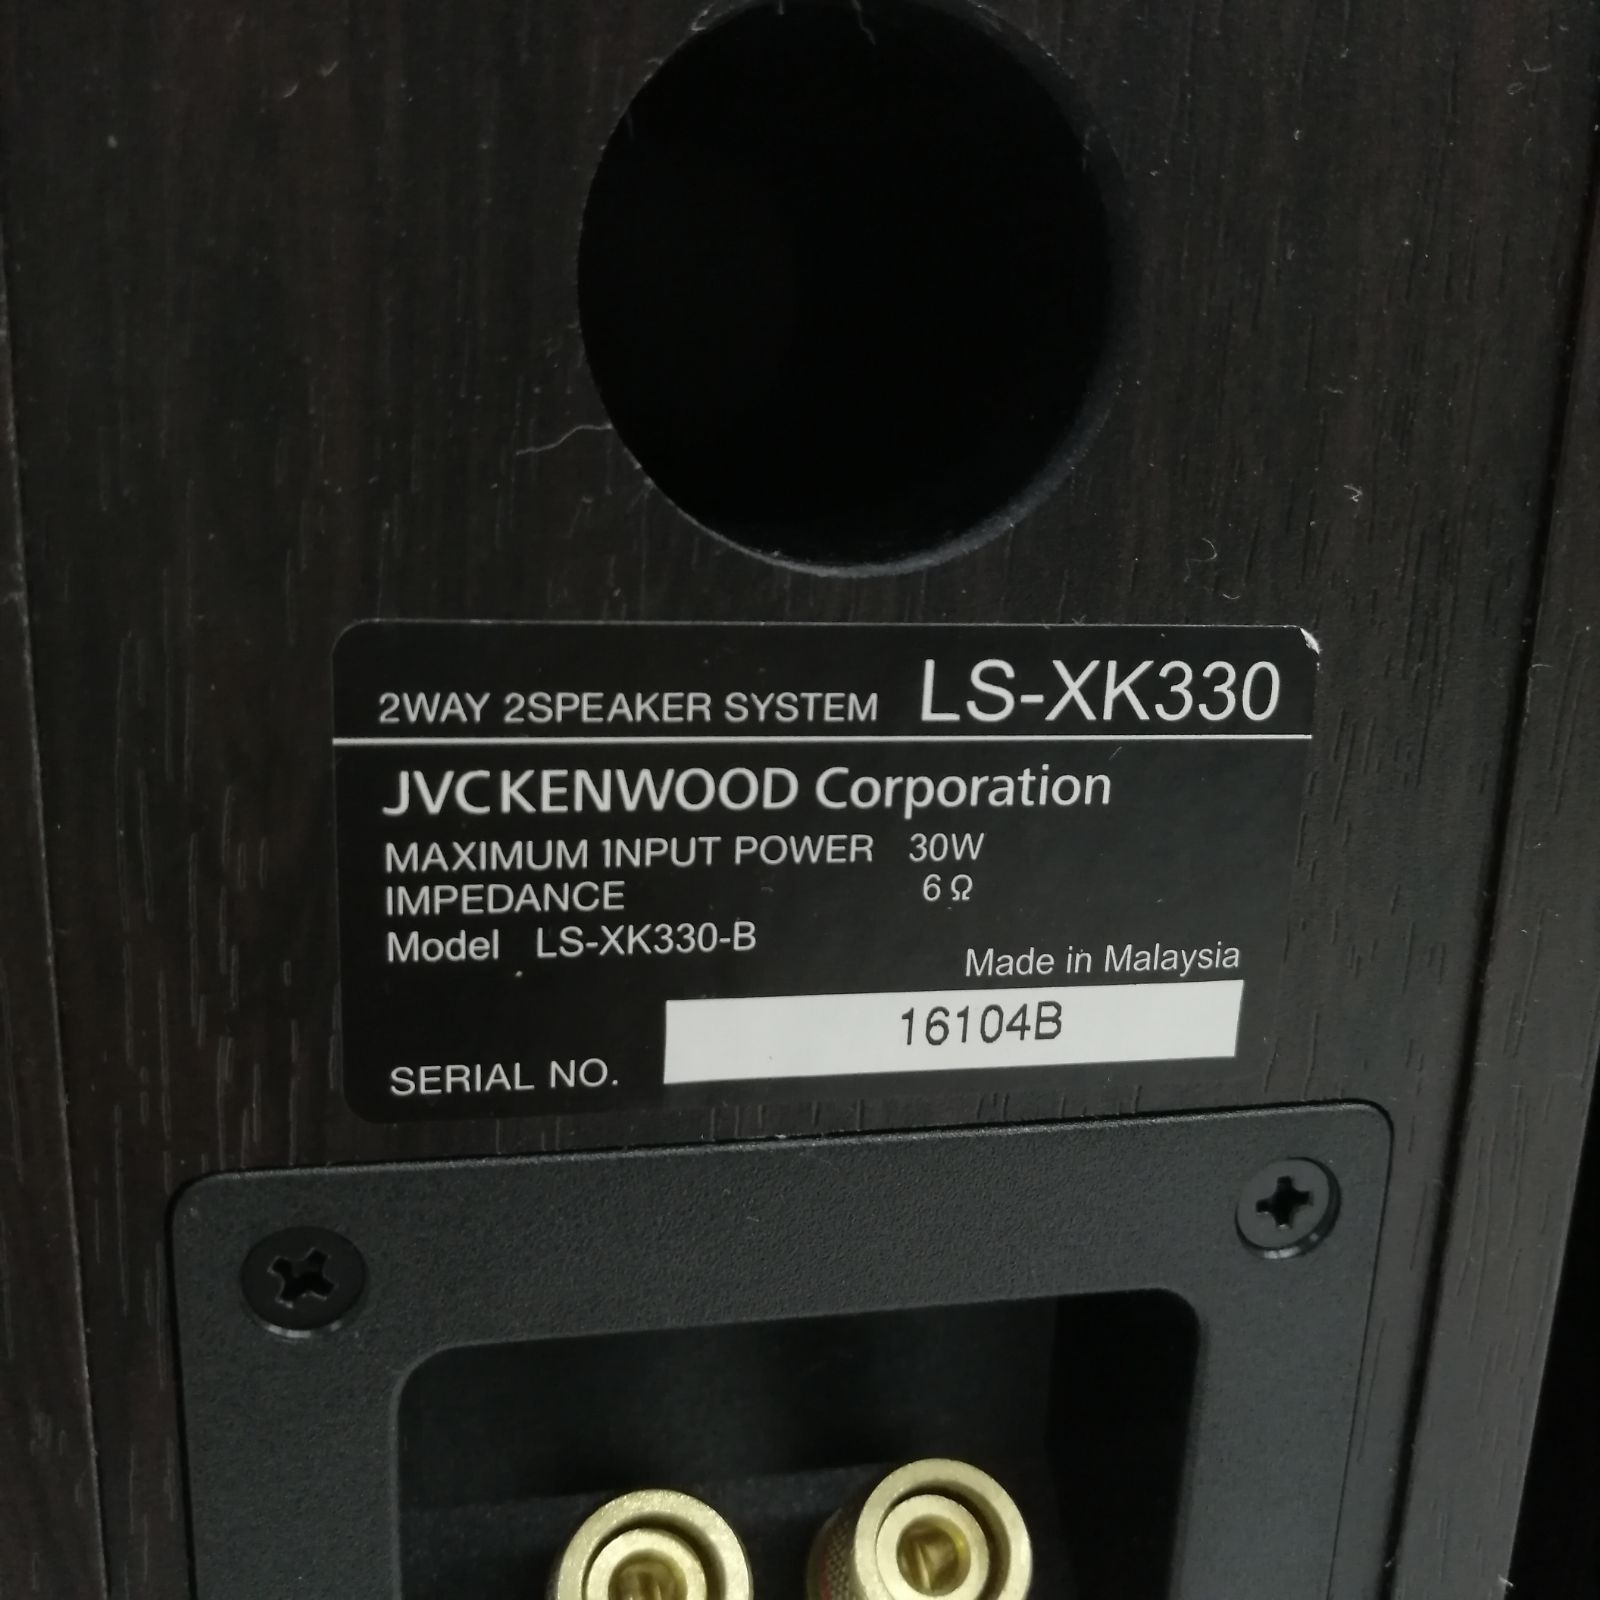 2WAY 2SPEAKER SYSTEM LS-XK330
JVCKENWOOD Corporation
MAXIMUM INPUT POWER 30W
IMPEDANCE 6 Ω
Model LS-XK330-B
Made in Malaysia
16104B
SERIAL NO.